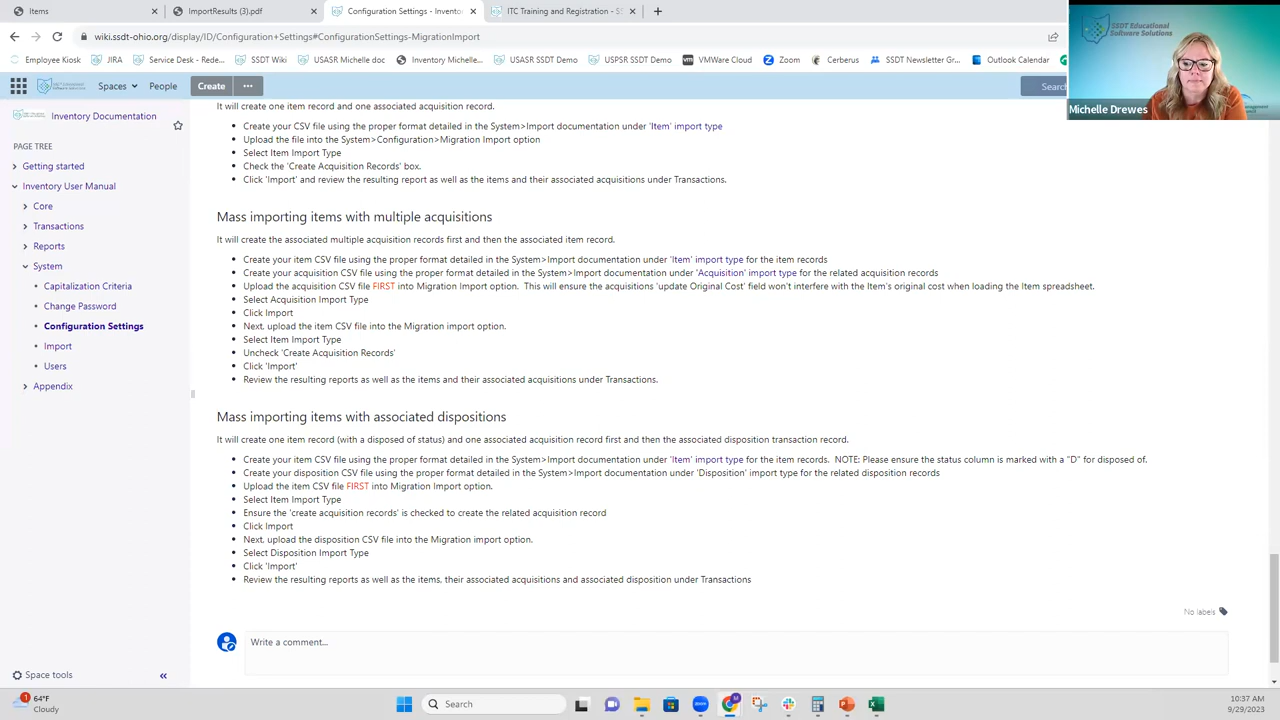 Items
ImportResults (3).pdf
Configuration Settings - Invento
ITC Training and Registration - SS
wiki.ssdt-ohio.org/display/ID/Configuration+Settings#ConfigurationSettings-MigrationImport
Employee Kiosk
JIRA
Service Desk - Rede...
SSDT Wiki
USASR Michelle doc
Inventory Michelle...
USASR SSDT Demo
USPSR SSDT Demo
VMWare Cloud
Zoom
Cerberus
SSDT Newsletter Gr...
Outlook Calendar
SSDT Educational
Software Solutions
Michelle Drewes
Spaces
People
Create
Search
Inventory Documentation
PAGE TREE
Getting started
Inventory User Manual
Core
Transactions
Reports
System
Capitalization Criteria
Change Password
Configuration Settings
Import
Users
Appendix
It will create one item record and one associated acquisition record.
Create your CSV file using the proper format detailed in the System>Import documentation under 'Item' import type
Upload the file into the System>Configuration>Migration Import option
Select Item Import Type
Check the 'Create Acquisition Records' box.
Click 'Import' and review the resulting report as well as the items and their associated acquisitions under Transactions.
Mass importing items with multiple acquisitions
It will create the associated multiple acquisition records first and then the associated item record.
Create your item CSV file using the proper format detailed in the System>Import documentation under 'Item' import type for the item records
Create your acquisition CSV file using the proper format detailed in the System>Import documentation under 'Acquisition' import type for the related acquisition records
Upload the acquisition CSV file FIRST into Migration Import option. This will ensure the acquisitions 'update Original Cost' field won't interfere with the Item's original cost when loading the Item spreadsheet.
Select Acquisition Import Type
Click Import
Next, upload the item CSV file into the Migration import option.
Select Item Import Type
Uncheck 'Create Acquisition Records'
Click 'Import'
Review the resulting reports as well as the items and their associated acquisitions under Transactions.
Mass importing items with associated dispositions
It will create one item record (with a disposed of status) and one associated acquisition record first and then the associated disposition transaction record.
Create your item CSV file using the proper format detailed in the System>Import documentation under 'Item' import type for the item records. NOTE: Please ensure the status column is marked with a "D" for disposed of.
Create your disposition CSV file using the proper format detailed in the System>Import documentation under 'Disposition' import type for the related disposition records
Upload the item CSV file FIRST into Migration Import option.
Select Item Import Type
Ensure the 'create acquisition records' is checked to create the related acquisition record
Click Import
Next, upload the disposition CSV file into the Migration import option.
Select Disposition Import Type
Click 'Import'
Review the resulting reports as well as the items, their associated acquisitions and associated disposition under Transactions
No labels
Write a comment...
Space tools
1
64°F
Cloudy
Search
10:37 AM
9/29/2023